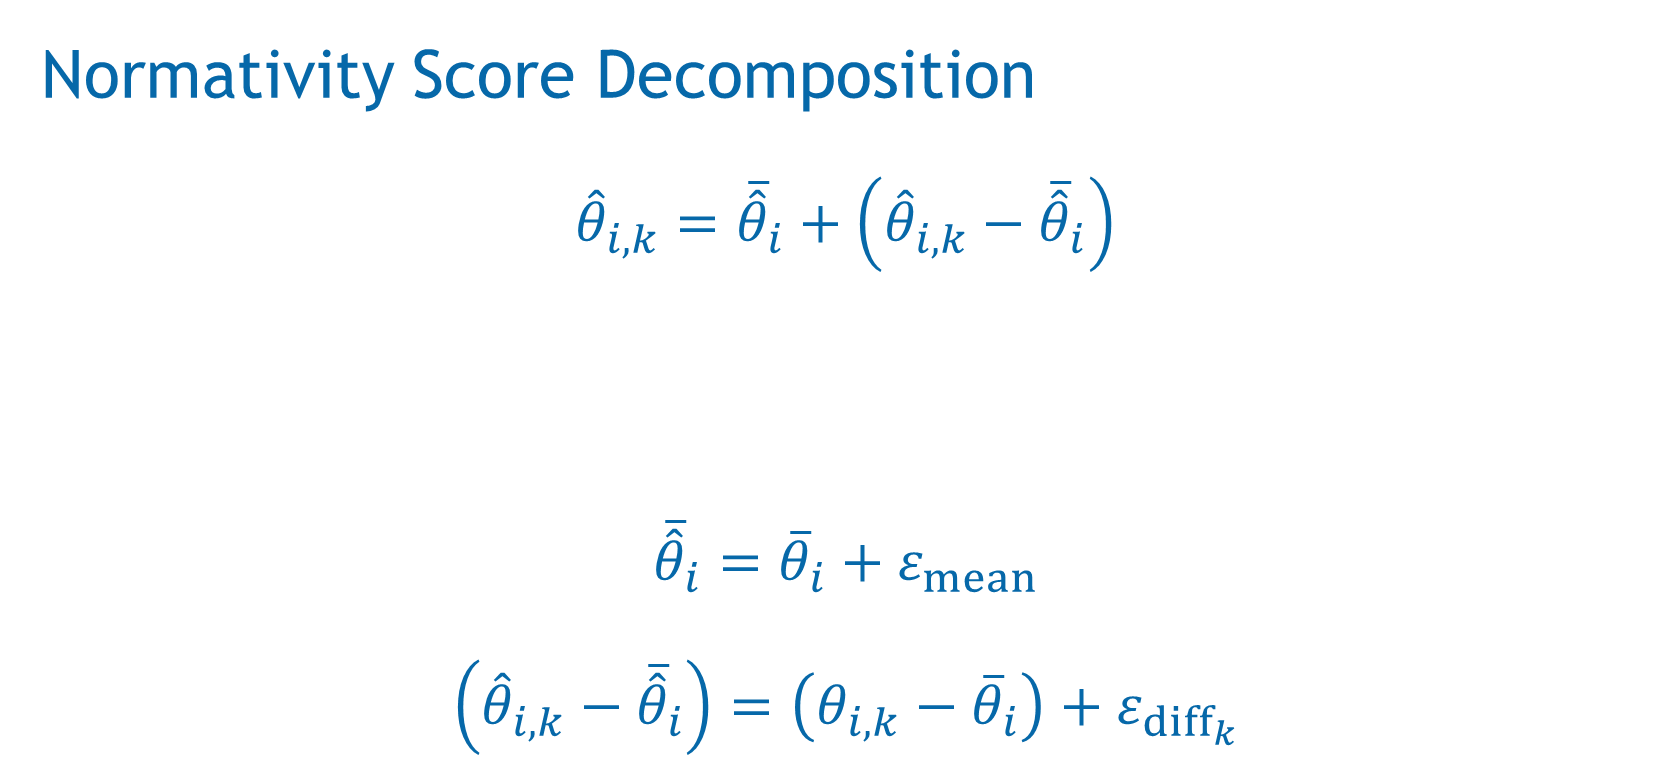 Normativity Score Decomposition
θ̂ᵢ,ₖ = θ̂̄ᵢ + (θ̂ᵢ,ₖ − θ̂̄ᵢ)
θ̂̄ᵢ = θ̄ᵢ + ε_mean
(θ̂ᵢ,ₖ − θ̂̄ᵢ) = (θᵢ,ₖ − θ̄ᵢ) + ε_diffₖ